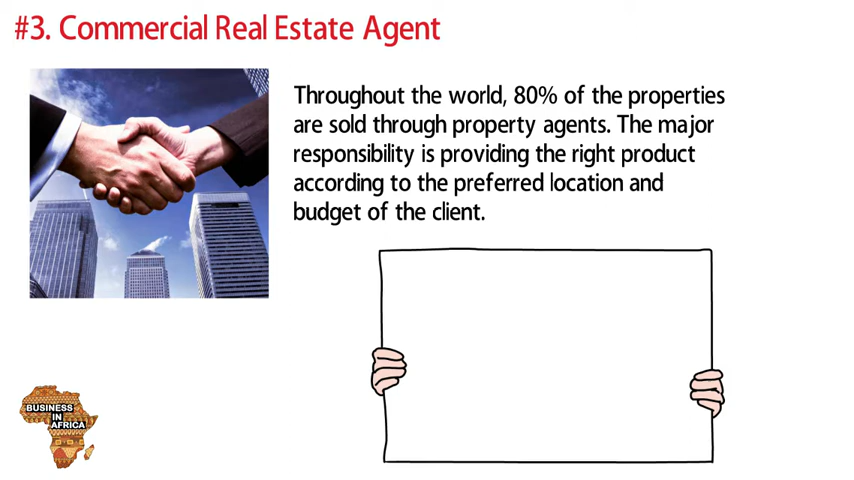 #3. Commercial Real Estate Agent
Throughout the world, 80% of the properties
are sold through property agents. The major
responsibility is providing the right product
according to the preferred location and
budget of the client.
BUSINESS
IN
AFRICA